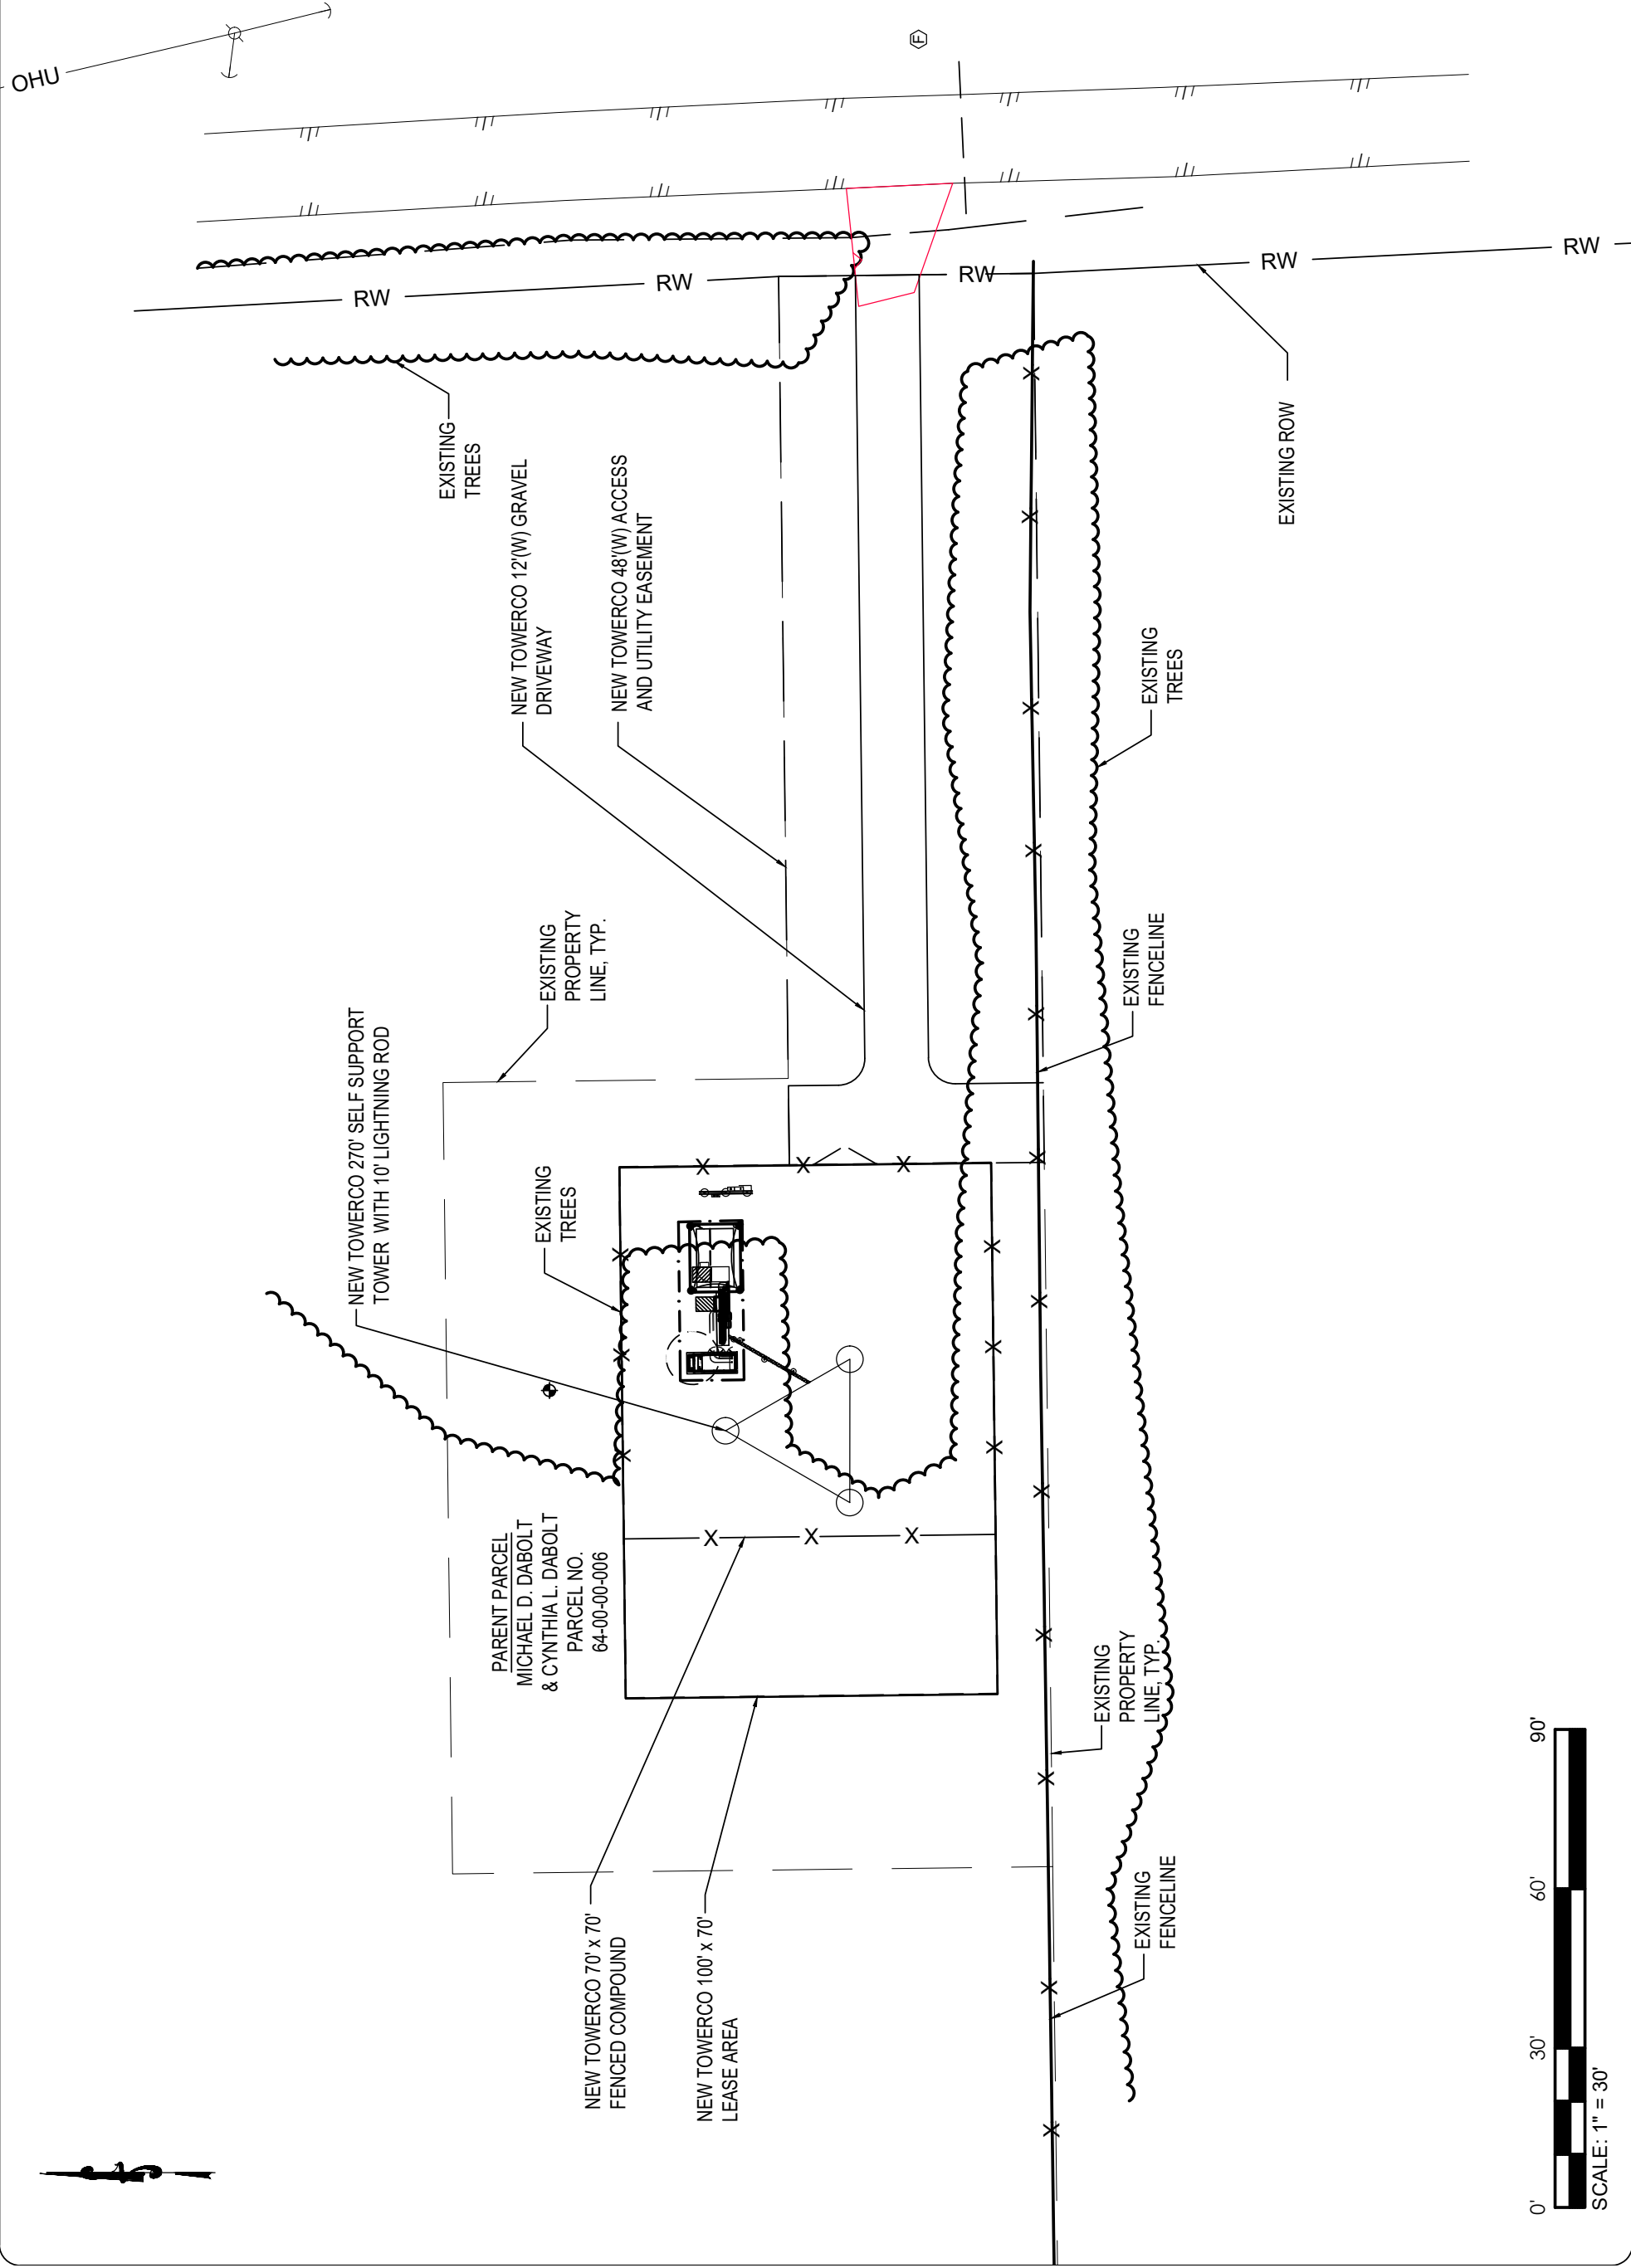 OHU
RW
RW
RW
RW
RW
F
EXISTING
TREES
NEW TOWERCO 12'(W) GRAVEL
DRIVEWAY
NEW TOWERCO 48'(W) ACCESS
AND UTILITY EASEMENT
EXISTING ROW
EXISTING
TREES
EXISTING
PROPERTY
LINE, TYP.
EXISTING
FENCELINE
NEW TOWERCO 270' SELF SUPPORT
TOWER WITH 10' LIGHTNING ROD
EXISTING
TREES
PARENT PARCEL
MICHAEL D. DABOLT
& CYNTHIA L. DABOLT
PARCEL NO.
64-00-00-006
EXISTING
PROPERTY
LINE, TYP.
NEW TOWERCO 70' x 70'
FENCED COMPOUND
NEW TOWERCO 100' x 70'
LEASE AREA
EXISTING
FENCELINE
0' 30' 60' 90'
SCALE: 1" = 30'